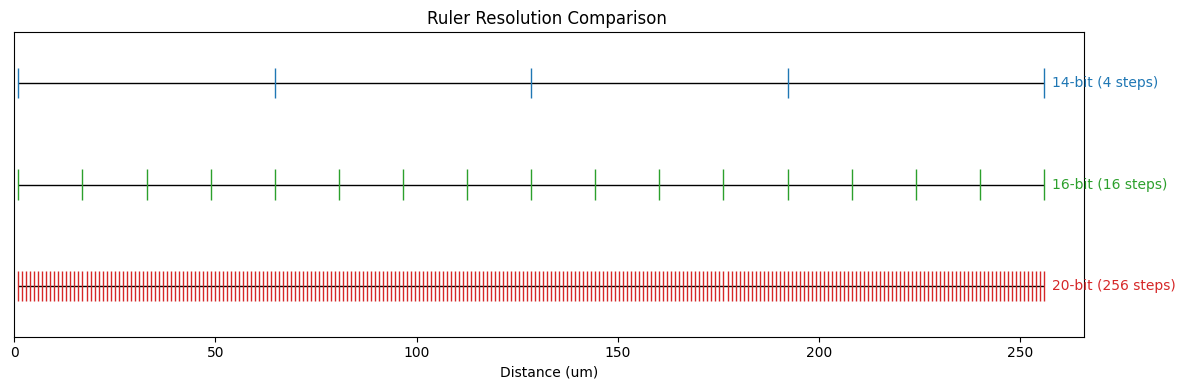 Ruler Resolution Comparison
14-bit (4 steps)
16-bit (16 steps)
20-bit (256 steps)
0 50 100 150 200 250
Distance (um)